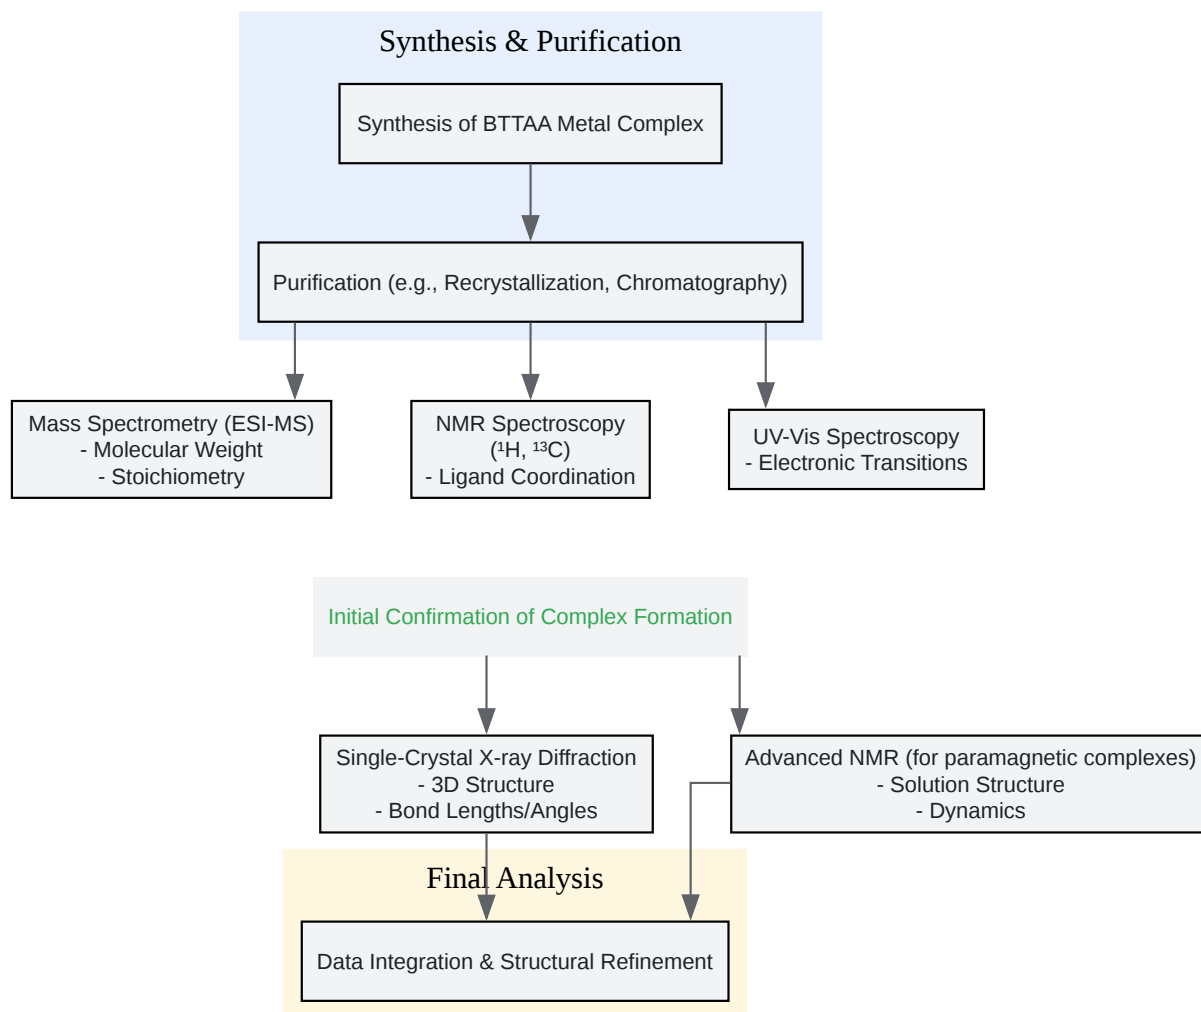 Synthesis & Purification
Synthesis of BTTAA Metal Complex
Purification (e.g., Recrystallization, Chromatography)
Mass Spectrometry (ESI-MS)
- Molecular Weight
- Stoichiometry
NMR Spectroscopy
(¹H, ¹³C)
- Ligand Coordination
UV-Vis Spectroscopy
- Electronic Transitions
Initial Confirmation of Complex Formation
Single-Crystal X-ray Diffraction
- 3D Structure
- Bond Lengths/Angles
Advanced NMR (for paramagnetic complexes)
- Solution Structure
- Dynamics
Final Analysis
Data Integration & Structural Refinement